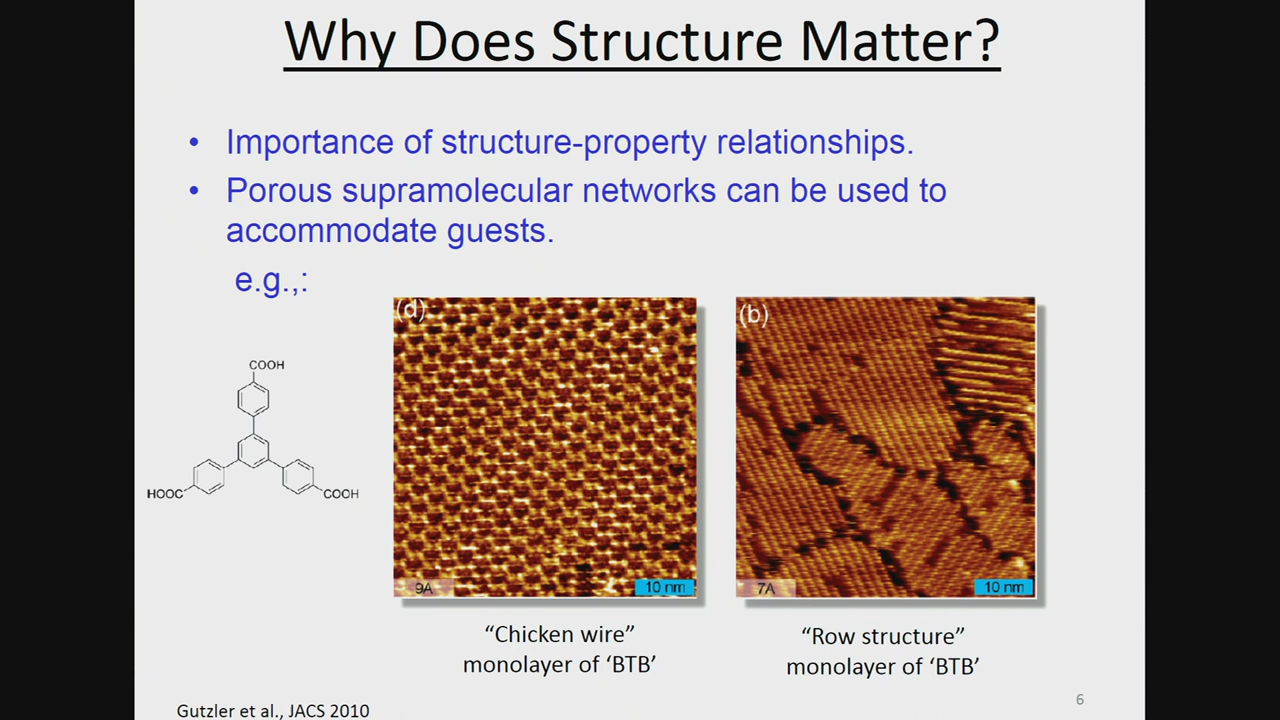 Why Does Structure Matter?
• Importance of structure-property relationships.
• Porous supramolecular networks can be used to
accommodate guests.
e.g.,:
(d)
(b)
COOH
HOOC
COOH
9A
10 nm
7A
10 nm
“Chicken wire”
monolayer of ‘BTB’
“Row structure”
monolayer of ‘BTB’
Gutzler et al., JACS 2010
6